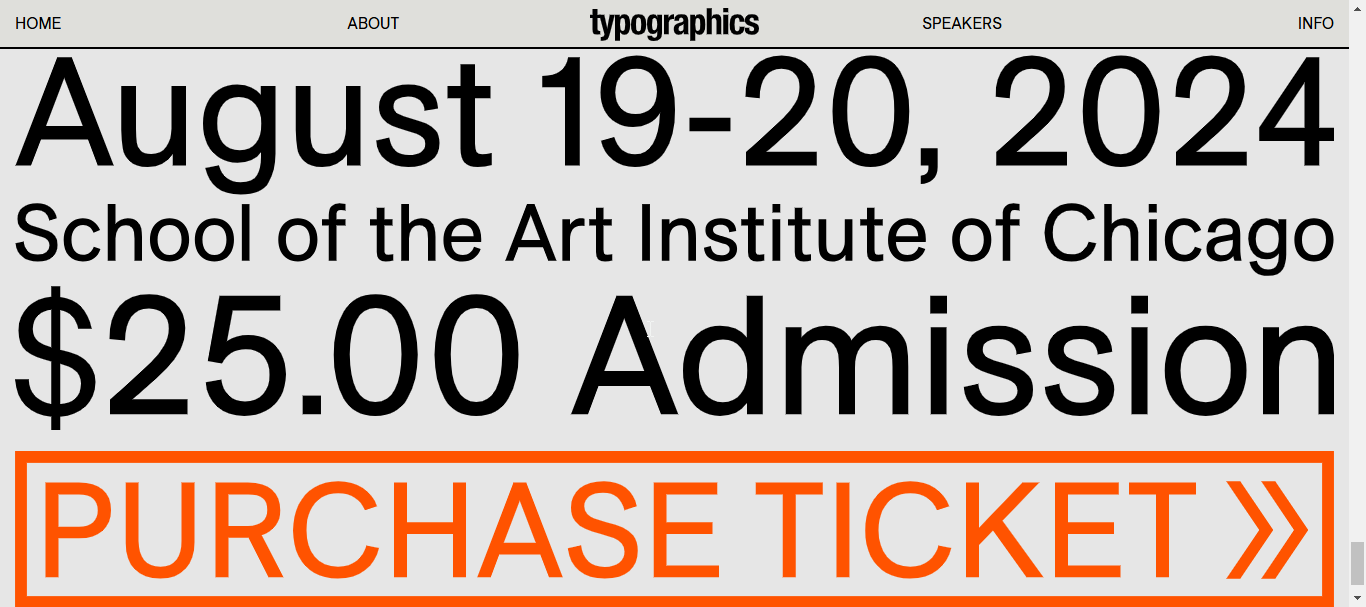 HOME ABOUT typographics SPEAKERS INFO
August 19-20, 2024
School of the Art Institute of Chicago
$25.00 Admission
PURCHASE TICKET »